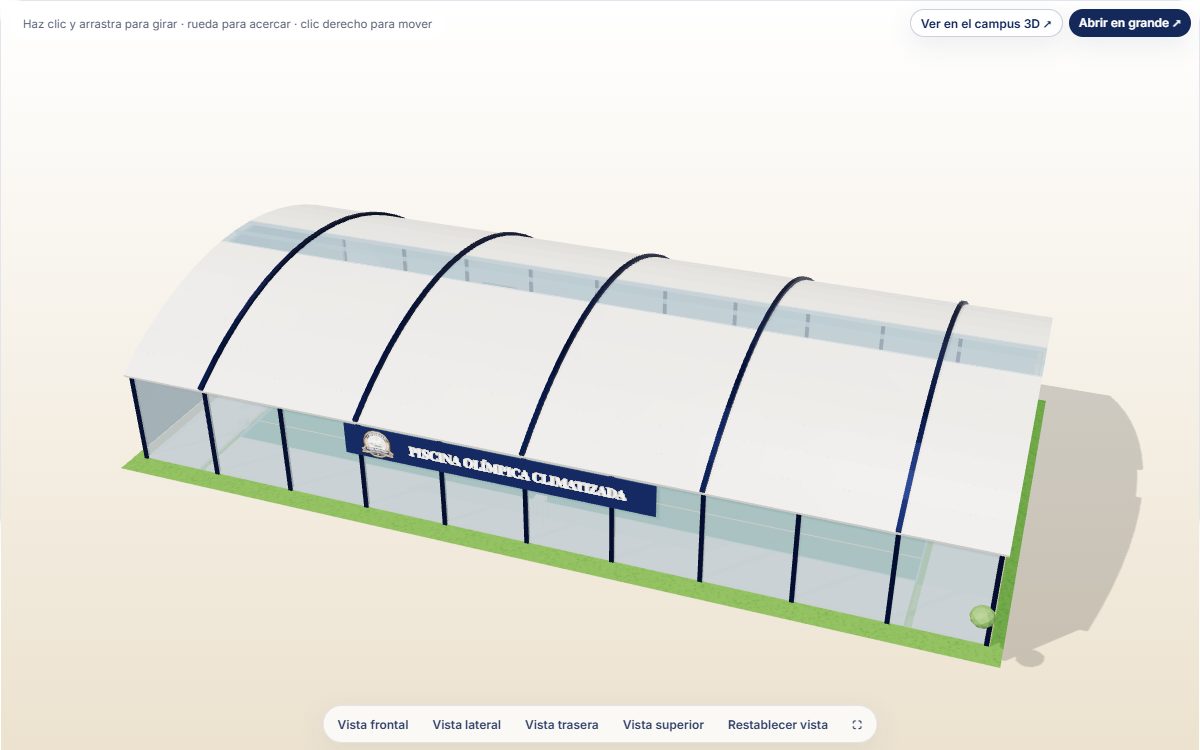 Haz clic y arrastra para girar · rueda para acercar · clic derecho para mover
Ver en el campus 3D ↗
Abrir en grande ↗
PISCINA OLÍMPICA CLIMATIZADA
Vista frontal
Vista lateral
Vista trasera
Vista superior
Restablecer vista